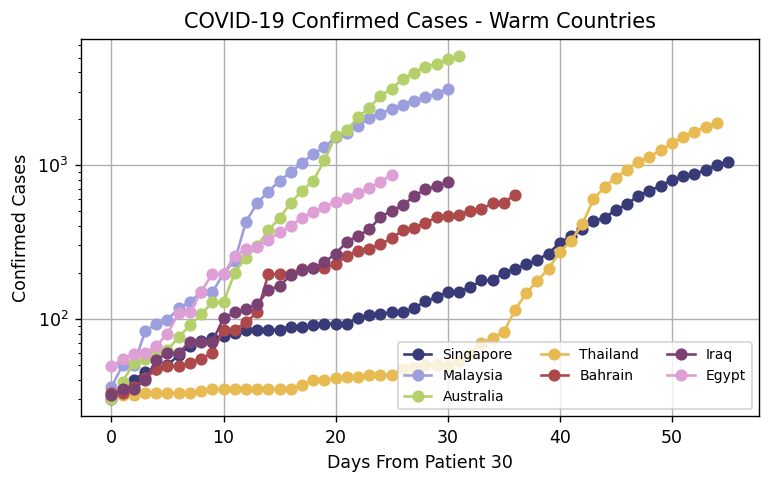 COVID-19 Confirmed Cases - Warm Countries
Confirmed Cases
10³
10²
Singapore
Malaysia
Australia
Thailand
Bahrain
Iraq
Egypt
0 10 20 30 40 50
Days From Patient 30